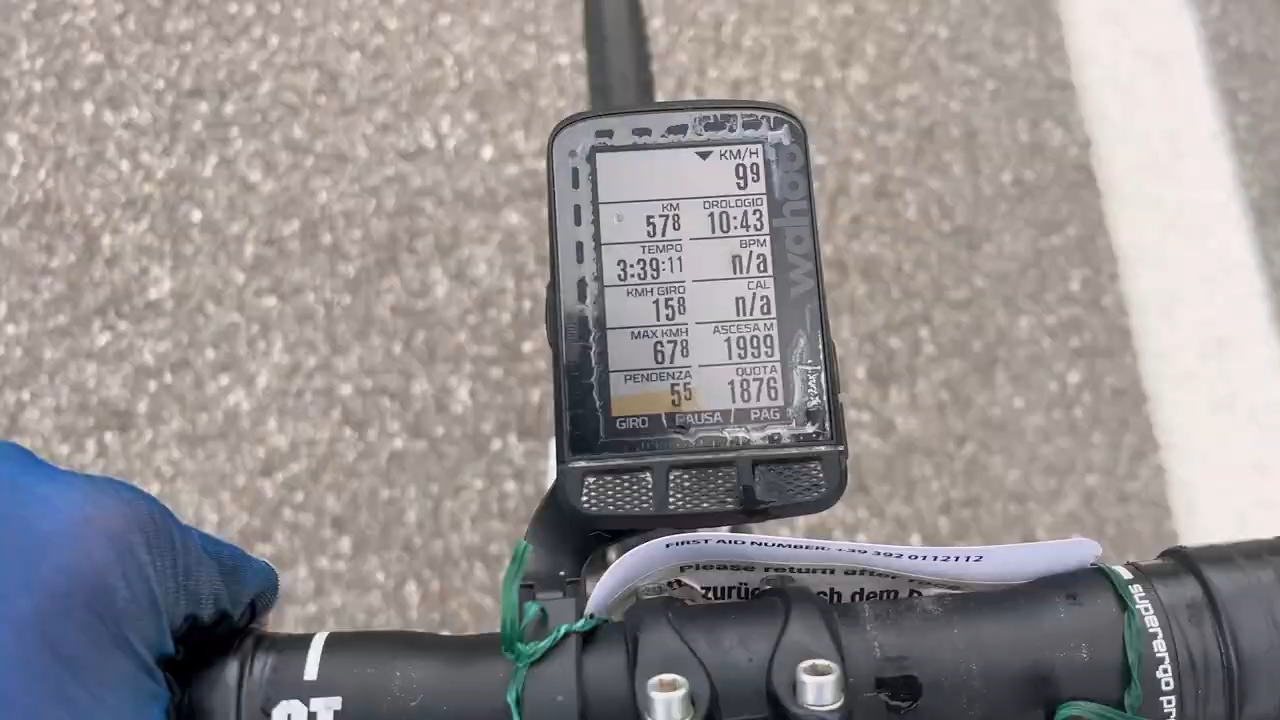 KM/H
9⁹
KM
57⁸
OROLOGIO
10:43
TEMPO
3:39:11
BPM
n/a
KMH GIRO
15⁸
CAL
n/a
MAX KMH
67⁸
ASCESA M
1999
PENDENZA
5⁵
QUOTA
1876
GIRO PAUSA PAG
wahoo
FIRST AID NUMBER: +39 392 0112112
Please return after
dem
superergo